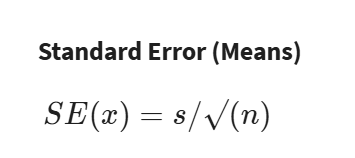 Standard Error (Means)
SE(x) = s/√(n)